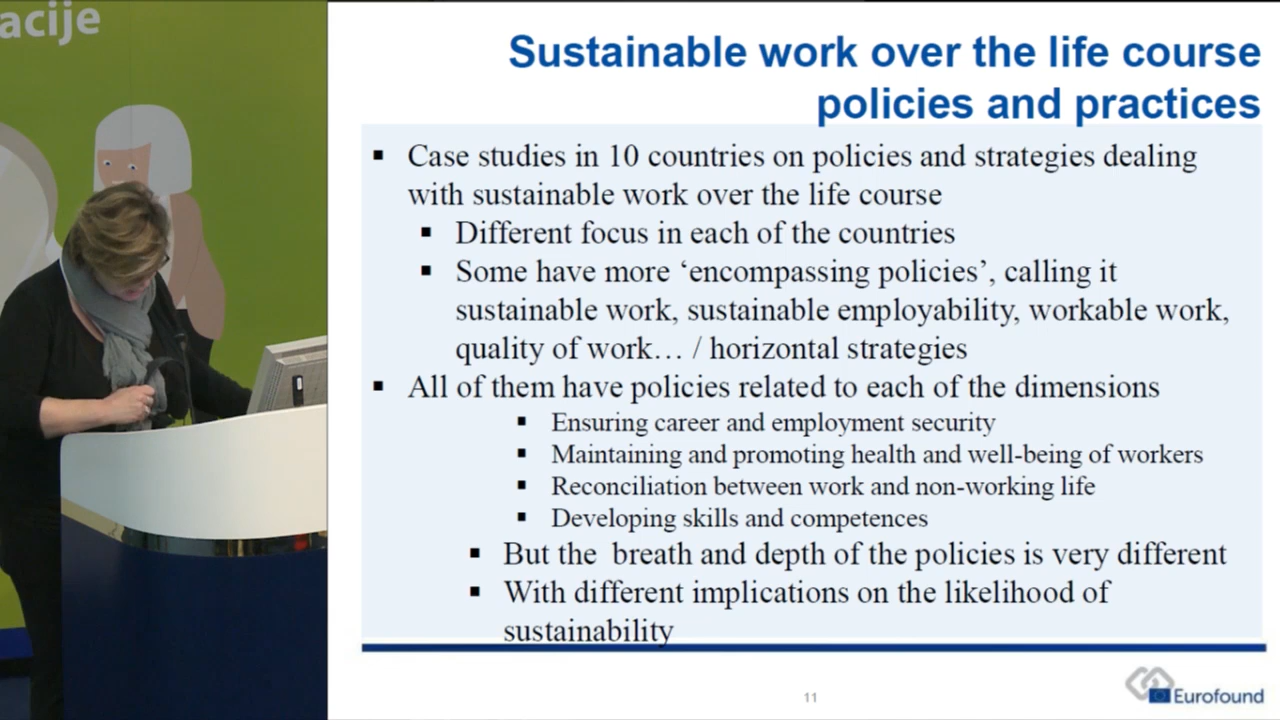 acije
Sustainable work over the life course
policies and practices
▪ Case studies in 10 countries on policies and strategies dealing
with sustainable work over the life course
▪ Different focus in each of the countries
▪ Some have more ‘encompassing policies’, calling it
sustainable work, sustainable employability, workable work,
quality of work… / horizontal strategies
▪ All of them have policies related to each of the dimensions
▪ Ensuring career and employment security
▪ Maintaining and promoting health and well-being of workers
▪ Reconciliation between work and non-working life
▪ Developing skills and competences
▪ But the  breath and depth of the policies is very different
▪ With different implications on the likelihood of
sustainability
11
Eurofound